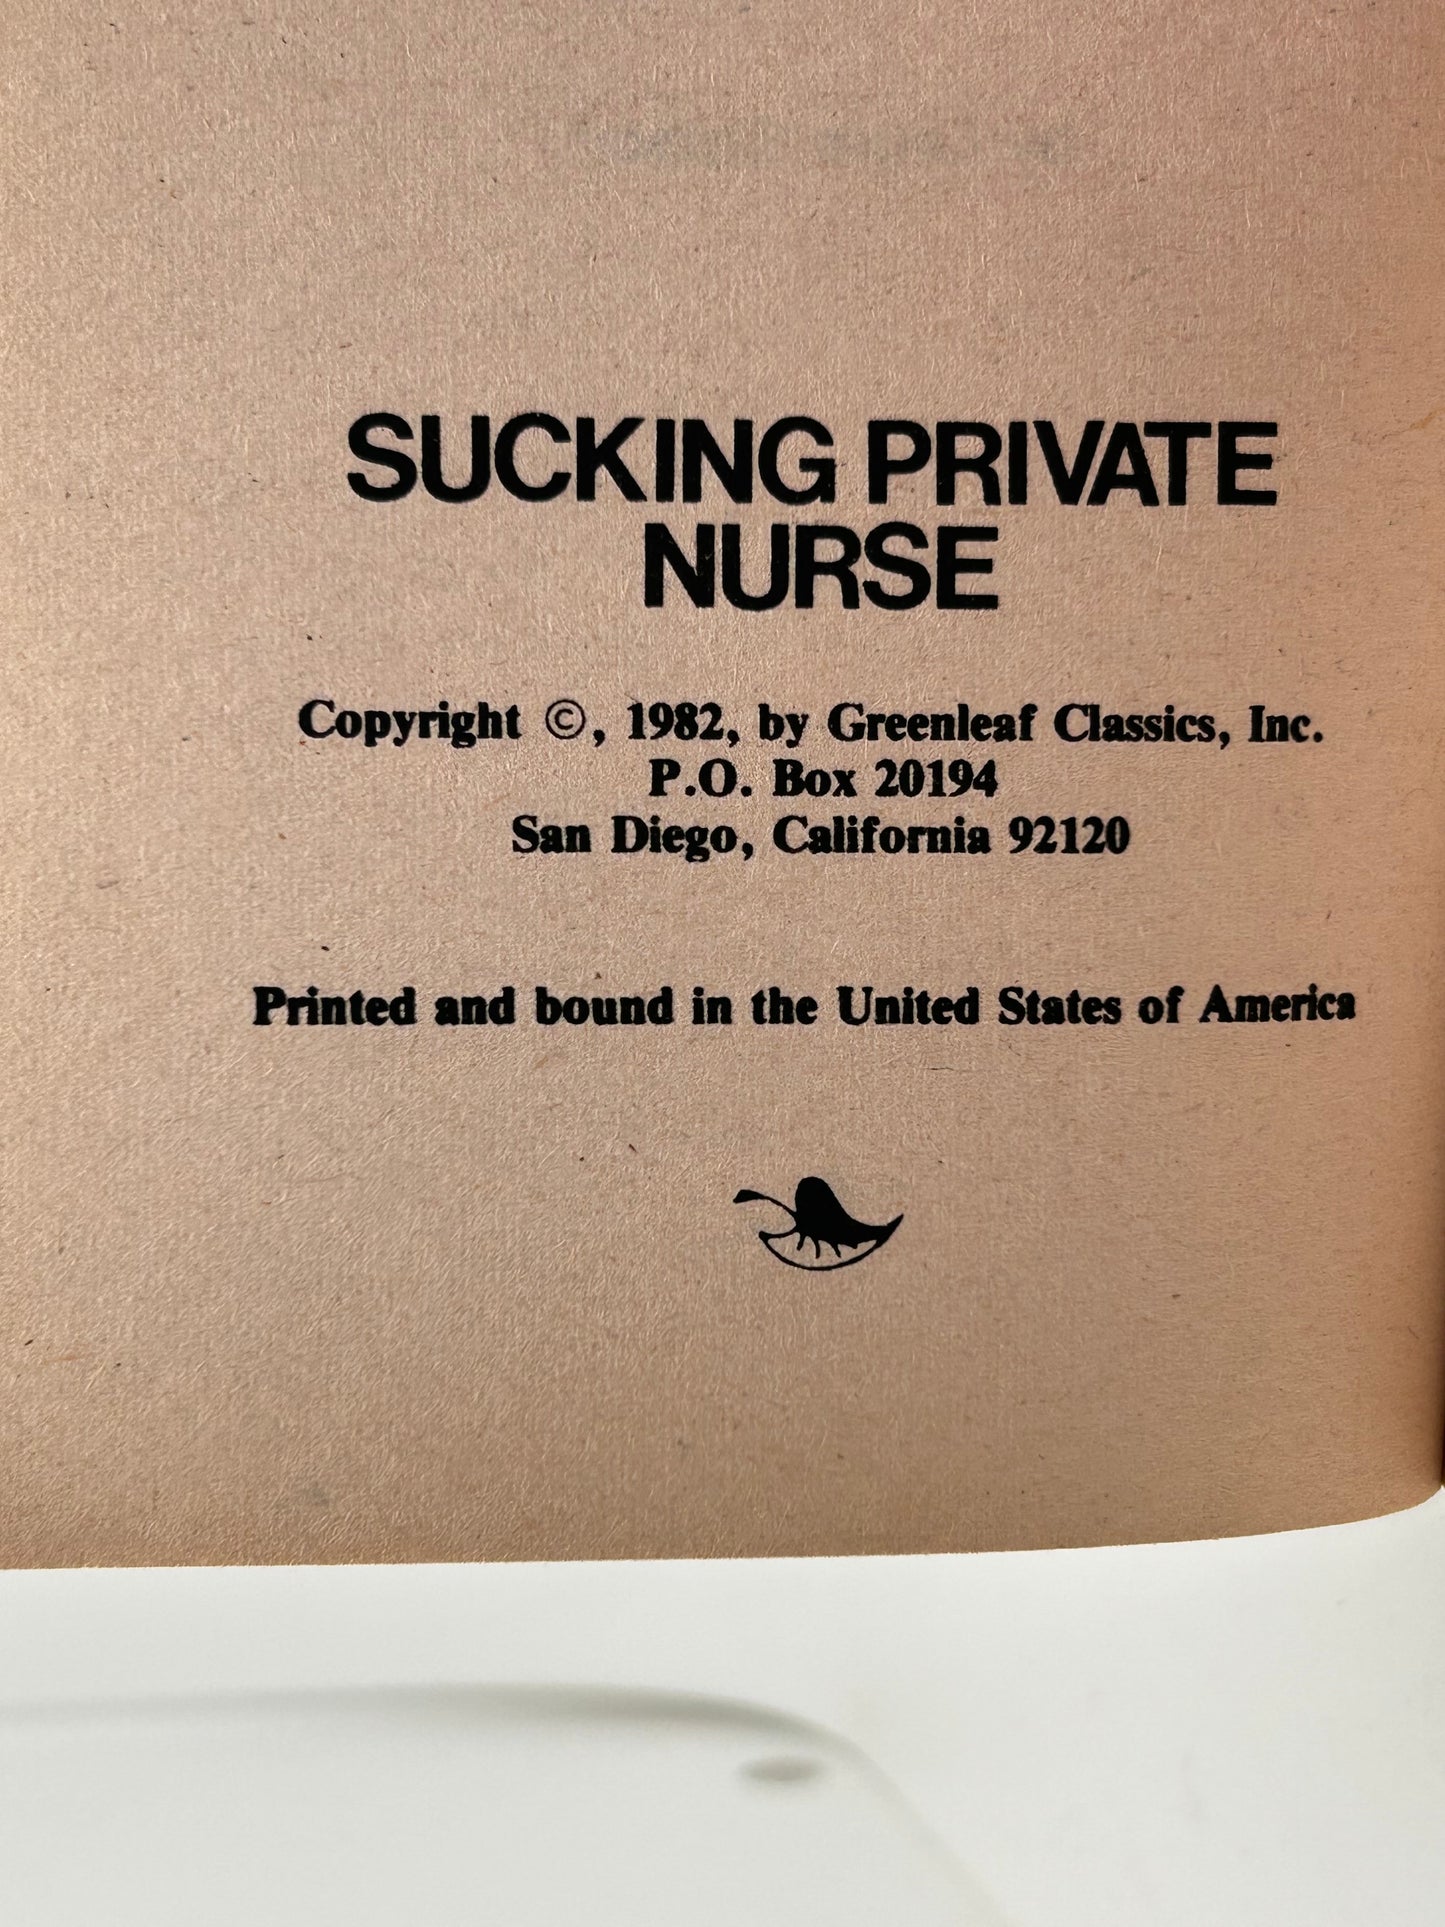 SUCKING PRIVATE
NURSE
Copyright ©, 1982, by Greenleaf Classics, Inc.
P.O. Box 20194
San Diego, California 92120
Printed and bound in the United States of America